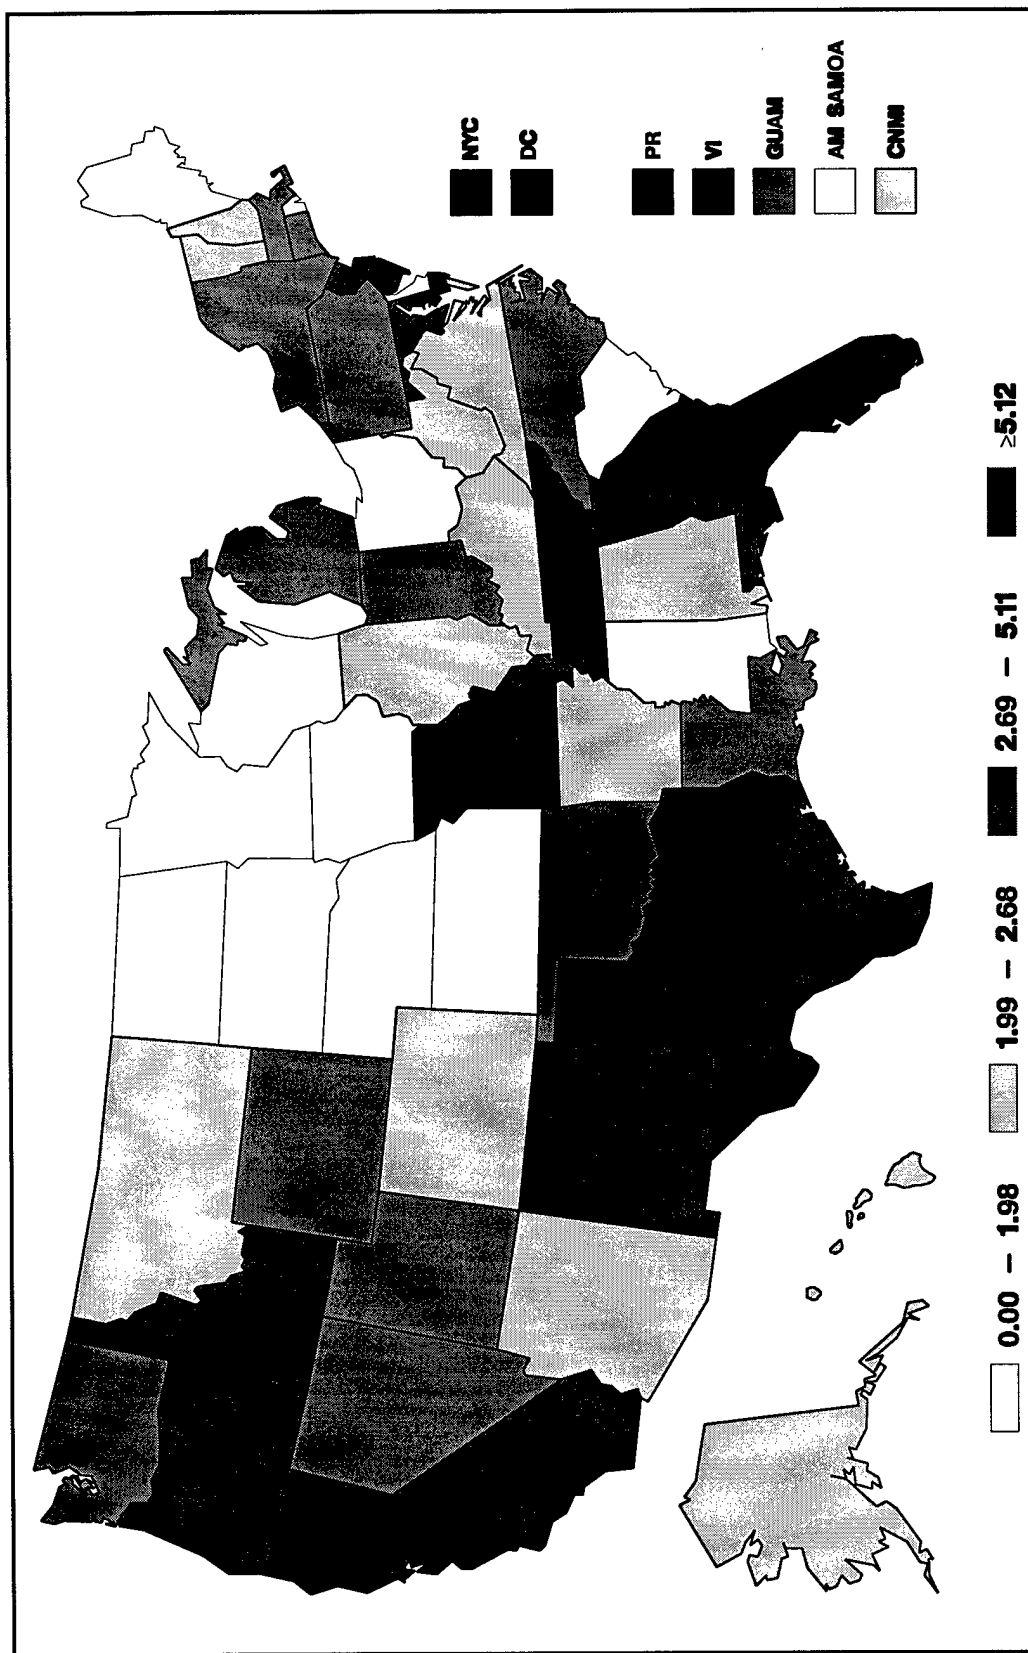 NYC
DC
PR
VI
GUAM
AM SAMOA
CNMI
0.00 – 1.98
1.99 – 2.68
2.69 – 5.11
≥5.12